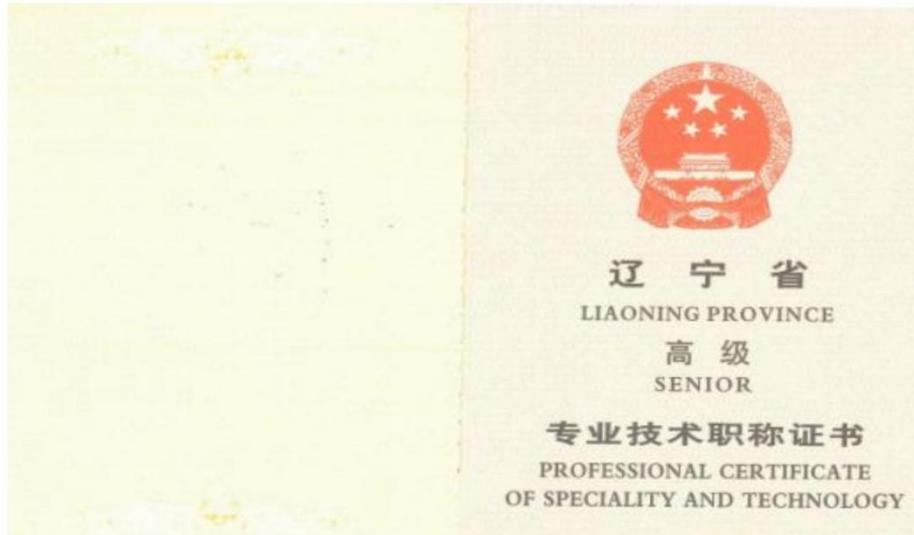 辽宁省
LIAONING PROVINCE
高级
SENIOR
专业技术职称证书
PROFESSIONAL CERTIFICATE
OF SPECIALITY AND TECHNOLOGY